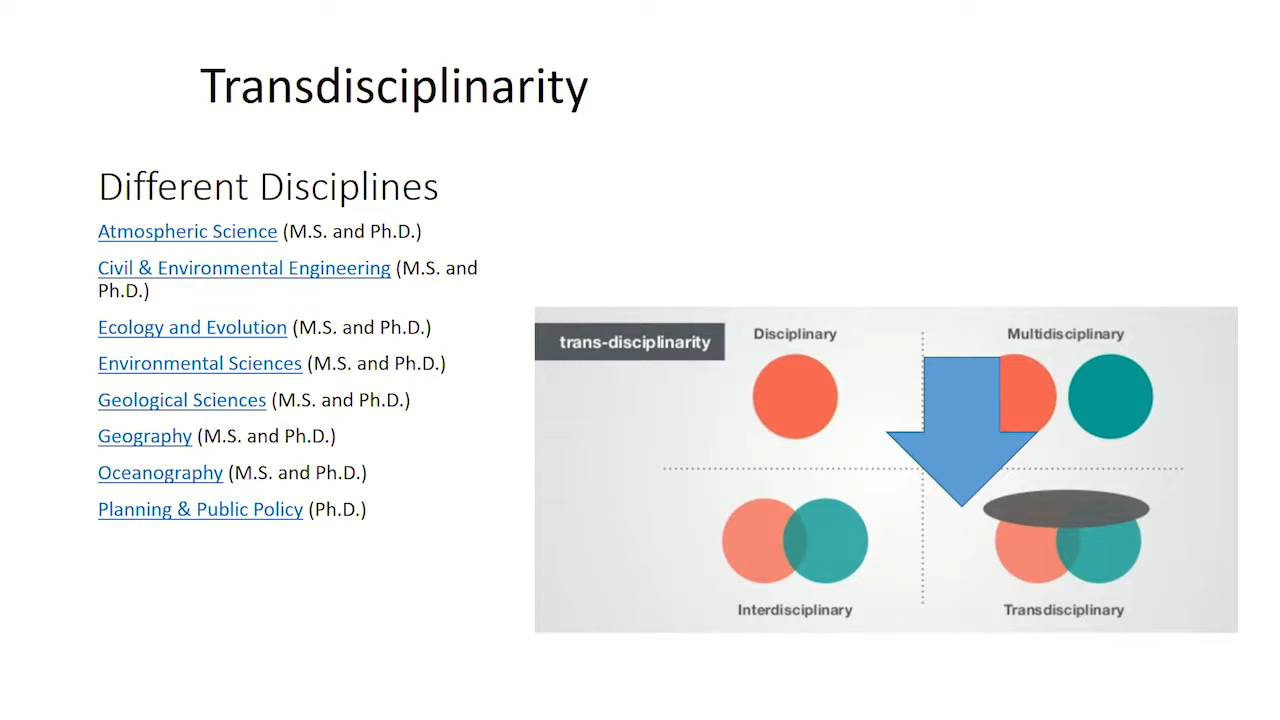 Transdisciplinarity
Different Disciplines
Atmospheric Science (M.S. and Ph.D.)
Civil & Environmental Engineering (M.S. and
Ph.D.)
Ecology and Evolution (M.S. and Ph.D.)
Environmental Sciences (M.S. and Ph.D.)
Geological Sciences (M.S. and Ph.D.)
Geography (M.S. and Ph.D.)
Oceanography (M.S. and Ph.D.)
Planning & Public Policy (Ph.D.)
trans-disciplinarity
Disciplinary
Multidisciplinary
Interdisciplinary
Transdisciplinary